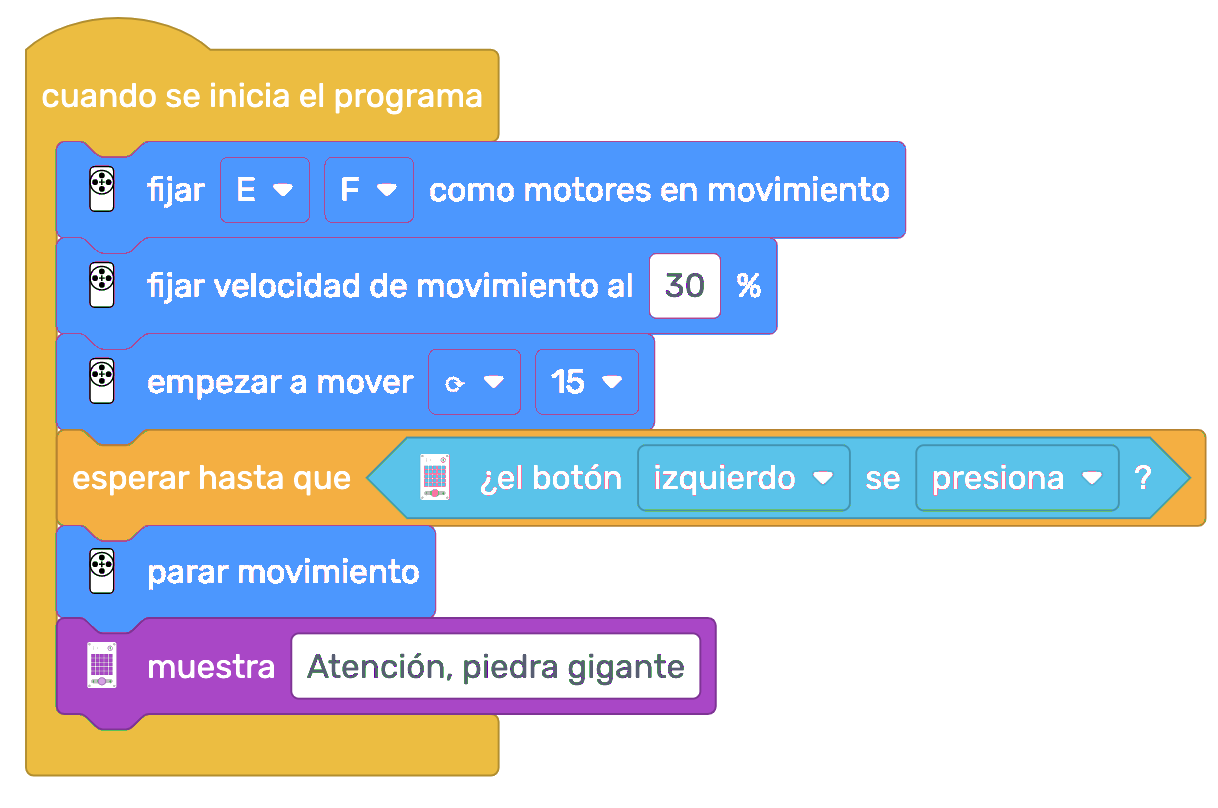 cuando se inicia el programa
fijar E F como motores en movimiento
fijar velocidad de movimiento al 30 %
empezar a mover ⟳ 15
esperar hasta que ¿el botón izquierdo se presiona ?
parar movimiento
muestra Atención, piedra gigante